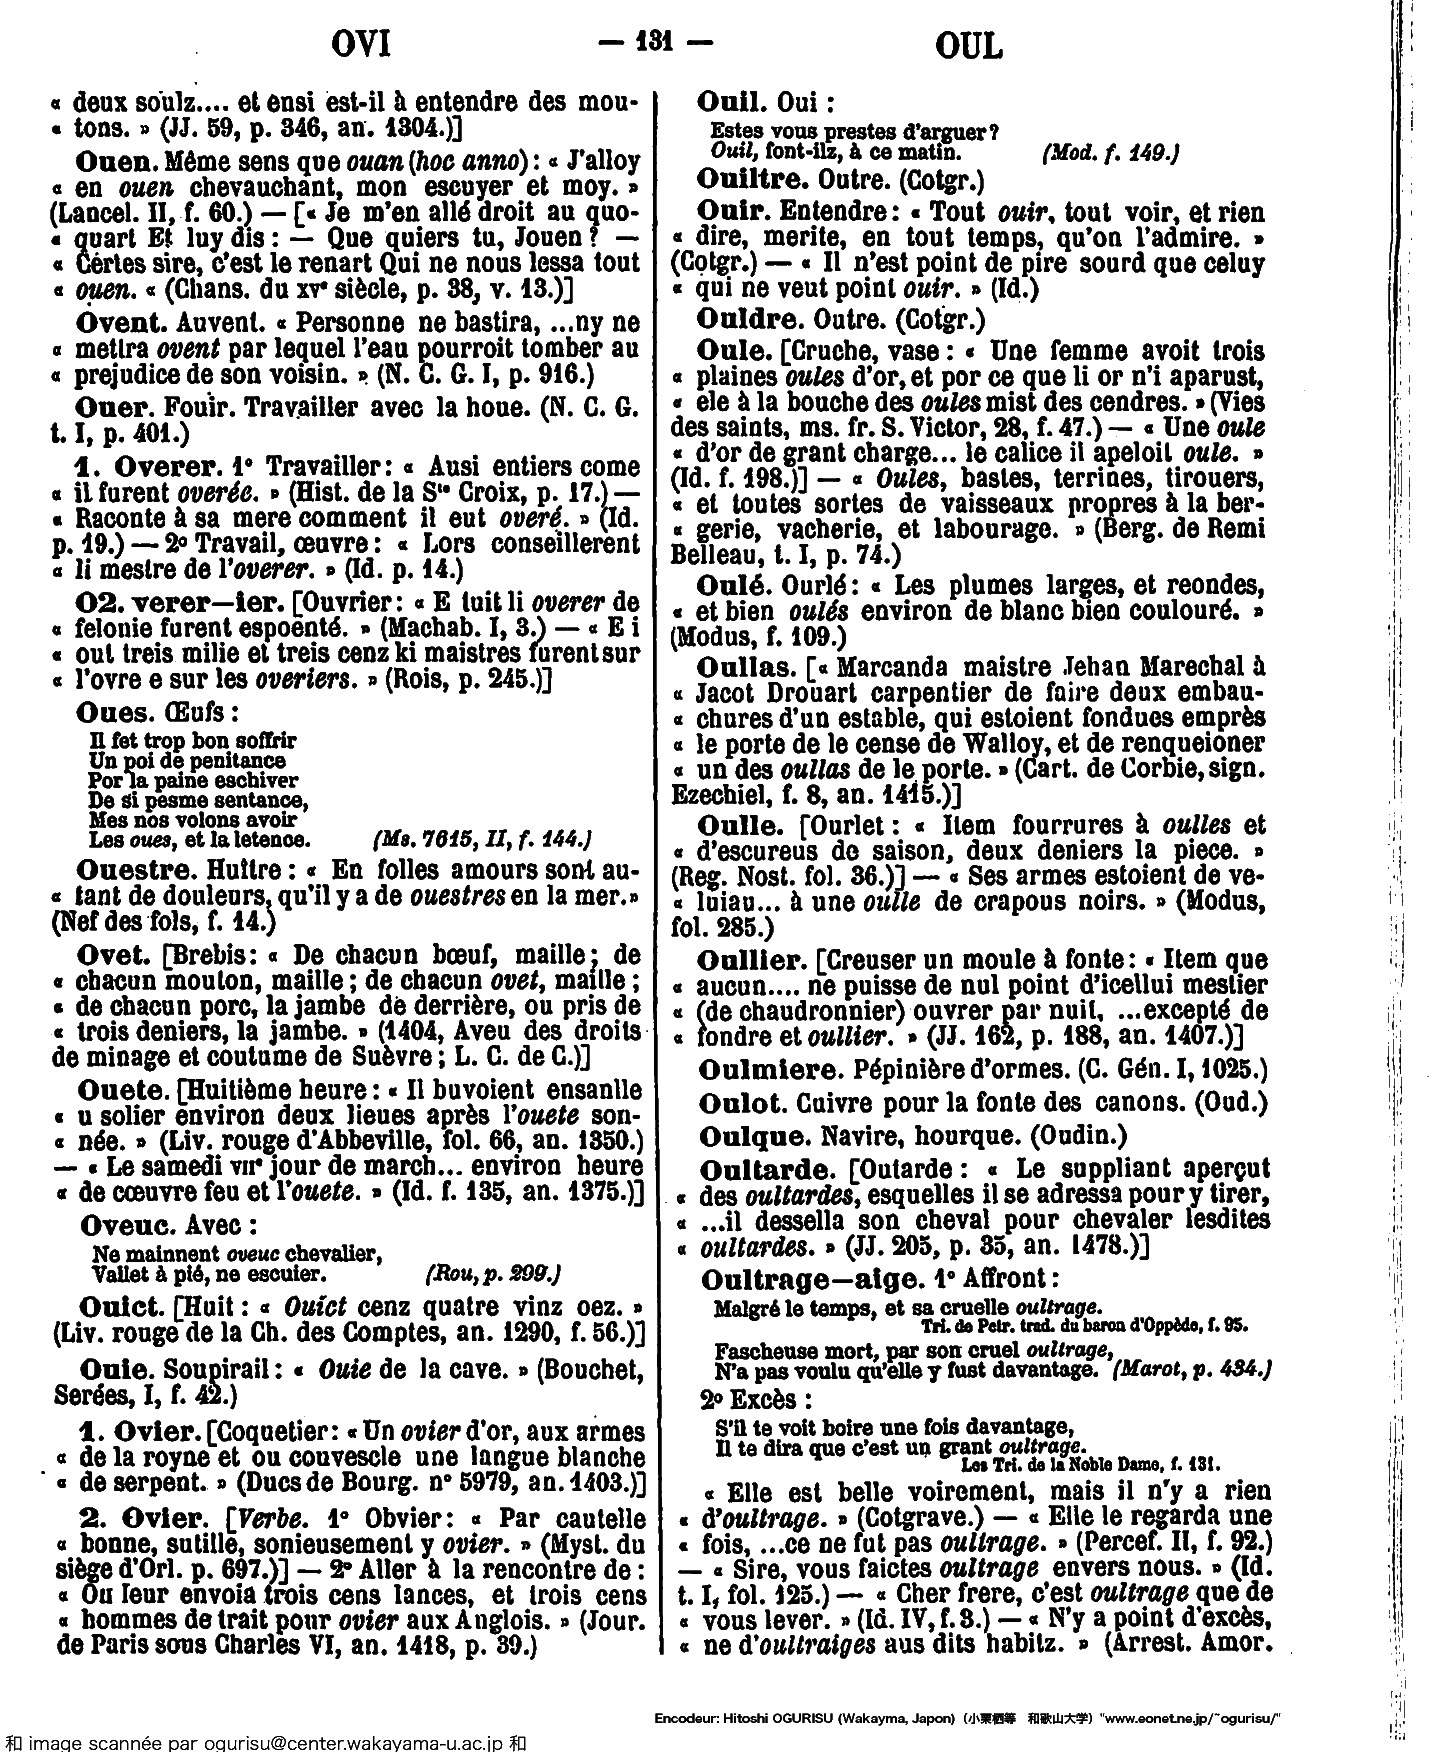 OVI — 131 — OUL
« deux soulz.... et ensi est-il à entendre des mou-
« tons. » (JJ. 59, p. 346, an. 1304.)]
Ouen. Même sens que ouan (hoc anno) : « J'alloy
« en ouen chevauchant, mon escuyer et moy. »
(Lancel. II, f. 60.) — [« Je m'en allé droit au quo-
« quart Et luy dis : — Que quiers tu, Jouen ? —
« Certes sire, c'est le renart Qui ne nous lessa tout
« ouen. « (Chans. du XVe siècle, p. 38, v. 13.)]
Ovent. Auvent. « Personne ne bastira, ...ny ne
« mettra ovent par lequel l'eau pourroit tomber au
« prejudice de son voisin. » (N. C. G. I, p. 916.)
Ouer. Fouir. Travailler avec la houe. (N. C. G.
t. I, p. 401.)
1. Overer. 1° Travailler : « Ausi entiers come
« il furent overée. » (Hist. de la Ste Croix, p. 17.) —
« Raconte à sa mere comment il eut overé. » (Id.
p. 19.) — 2° Travail, œuvre : « Lors conseillerent
« li mestre de l'overer. » (Id. p. 14.)
O2. verer—ier. [Ouvrier : « E tuit li overer de
« felonie furent espoenté. » (Machab. I, 3.) — « E i
« out treis milie et treis cenz ki maistres furent sur
« l'ovre e sur les overiers. » (Rois, p. 245.)]
Oues. Œufs :
Il fet trop bon soffrir
Un poi de penitance
Por la paine eschiver
De si pesme sentance,
Mes nos volons avoir
Les oues, et la letence. (Ms. 7615, II, f. 144.)
Ouestre. Huître : « En folles amours sont au-
« tant de douleurs, qu'il y a de ouestres en la mer. »
(Nef des fols, f. 14.)
Ovet. [Brebis : « De chacun bœuf, maille ; de
« chacun mouton, maille ; de chacun ovet, maille ;
« de chacun porc, la jambe de derrière, ou pris de
« trois deniers, la jambe. » (1404, Aveu des droits
de minage et coutume de Suèvre ; L. C. de C.)]
Ouete. [Huitième heure : « Il buvoient ensanlle
« u solier environ deux lieues après l'ouete son-
« née. » (Liv. rouge d'Abbeville, fol. 66, an. 1350.)
— « Le samedi VIIe jour de march... environ heure
« de cœuvre feu et l'ouete. » (Id. f. 135, an. 1375.)]
Oveuc. Avec :
Ne mainnent oveuc chevalier,
Vallet à pié, ne escuier. (Rou, p. 299.)
Ouict. [Huit : « Ouict cenz quatre vinz oez. »
(Liv. rouge de la Ch. des Comptes, an. 1290, f. 56.)]
Ouie. Soupirail : « Ouie de la cave. » (Bouchet,
Serées, I, f. 42.)
1. Ovier. [Coquetier : « Un ovier d'or, aux armes
« de la royne et ou couvescle une langue blanche
« de serpent. » (Ducs de Bourg. n° 5979, an. 1403.)]
2. Ovier. [Verbe. 1° Obvier : « Par cautelle
« bonne, sutille, sonieusement y ovier. » (Myst. du
siège d'Orl. p. 697.)] — 2° Aller à la rencontre de :
« On leur envoia trois cens lances, et trois cens
« hommes de trait pour ovier aux Anglois. » (Jour.
de Paris sous Charles VI, an. 1418, p. 39.)
Ouil. Oui :
Estes vous prestes d'arguer ?
Ouil, font-ilz, à ce matin. (Mod. f. 149.)
Ouiltre. Outre. (Cotgr.)
Ouir. Entendre : « Tout ouir, tout voir, et rien
« dire, merite, en tout temps, qu'on l'admire. »
(Cotgr.) — « Il n'est point de pire sourd que celuy
« qui ne veut point ouir. » (Id.)
Ouldre. Outre. (Cotgr.)
Oule. [Cruche, vase : « Une femme avoit trois
« plaines oules d'or, et por ce que li or n'i aparust,
« ele à la bouche des oules mist des cendres. » (Vies
des saints, ms. fr. S. Victor, 28, f. 47.) — « Une oule
« d'or de grant charge... le calice il apeloit oule. »
(Id. f. 198.)] — « Oules, bastes, terrines, tirouers,
« et toutes sortes de vaisseaux propres à la ber-
« gerie, vacherie, et labourage. » (Berg. de Remi
Belleau, t. I, p. 74.)
Oulé. Ourlé : « Les plumes larges, et reondes,
« et bien oulés environ de blanc bien coulouré. »
(Modus, f. 109.)
Oullas. [« Marcanda maistre Jehan Marechal à
« Jacot Drouart carpentier de faire deux embau-
« chures d'un estable, qui estoient fondues emprès
« le porte de le cense de Walloy, et de renqueioner
« un des oullas de le porte. » (Cart. de Corbie, sign.
Ezechiel, f. 8, an. 1415.)]
Oulle. [Ourlet : « Item fourrures à oulles et
« d'escureus de saison, deux deniers la piece. »
(Reg. Nost. fol. 36.)] — « Ses armes estoient de ve-
« luiau... à une oulle de crapous noirs. » (Modus,
fol. 285.)
Oullier. [Creuser un moule à fonte : « Item que
« aucun.... ne puisse de nul point d'icellui mestier
« (de chaudronnier) ouvrer par nuit, ...excepté de
« fondre et oullier. » (JJ. 162, p. 188, an. 1407.)]
Oulmiere. Pépinière d'ormes. (C. Gén. I, 1025.)
Oulot. Cuivre pour la fonte des canons. (Oud.)
Oulque. Navire, hourque. (Oudin.)
Oultarde. [Outarde : « Le suppliant aperçut
« des oultardes, esquelles il se adressa pour y tirer,
« ...il dessella son cheval pour chevaler lesdites
« oultardes. » (JJ. 205, p. 35, an. 1478.)]
Oultrage—aige. 1° Affront :
Malgré le temps, et sa cruelle oultrage.
Tri. de Petr. trad. du baron d'Oppède, f. 95.
Fascheuse mort, par son cruel oultrage,
N'a pas voulu qu'elle y fust davantage. (Marot, p. 434.)
2° Excès :
S'il te voit boire une fois davantage,
Il te dira que c'est un grant oultrage.
Les Tri. de la Noble Dame, f. 131.
« Elle est belle voirement, mais il n'y a rien
« d'oultrage. » (Cotgrave.) — « Elle le regarda une
« fois, ...ce ne fut pas oultrage. » (Percef. II, f. 92.)
— « Sire, vous faictes oultrage envers nous. » (Id.
t. I, fol. 125.) — « Cher frere, c'est oultrage que de
« vous lever. » (Id. IV, f. 3.) — « N'y a point d'excès,
« ne d'oultraiges aus dits habitz. » (Arrest. Amor.
Encodeur: Hitoshi OGURISU (Wakayma, Japon) (小栗栖等 和歌山大学) "www.eonet.ne.jp/~ogurisu/"
和 image scannée par ogurisu@center.wakayama-u.ac.jp 和